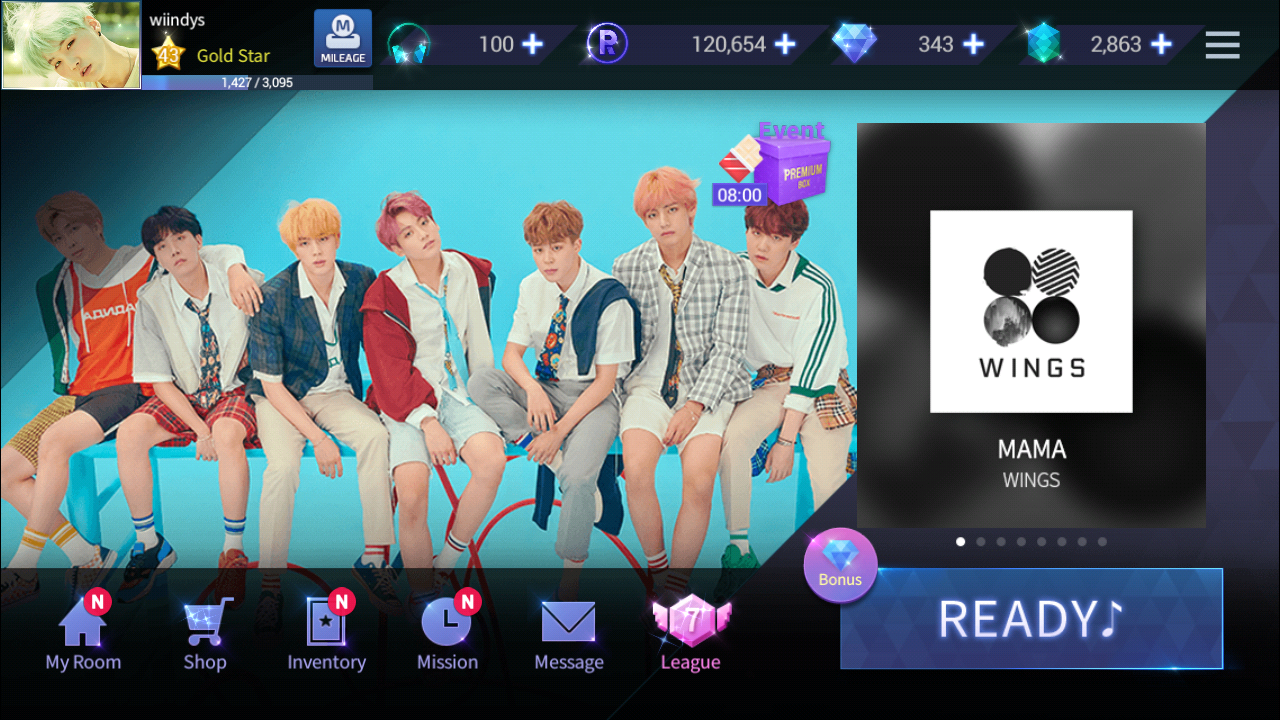 wiindys
43 Gold Star
1,427 / 3,095
M
MILEAGE
100
R
120,654
343
2,863
Event
PREMIUM
BOX
08:00
АДИДАС
WINGS
MAMA
WINGS
Bonus
READY♪
N
N
N
7
My Room
Shop
Inventory
Mission
Message
League